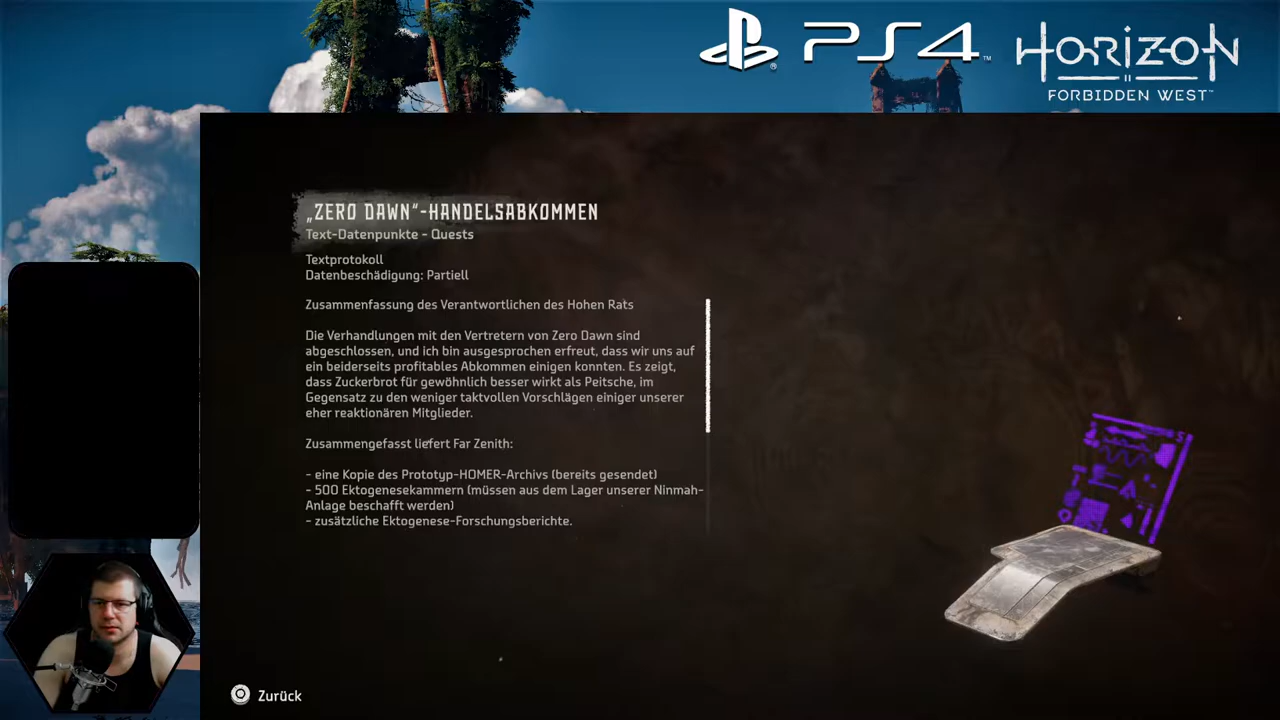 PS4™
HORIZON
II
FORBIDDEN WEST™
„ZERO DAWN“-HANDELSABKOMMEN
Text-Datenpunkte - Quests
Textprotokoll
Datenbeschädigung: Partiell
Zusammenfassung des Verantwortlichen des Hohen Rats
Die Verhandlungen mit den Vertretern von Zero Dawn sind
abgeschlossen, und ich bin ausgesprochen erfreut, dass wir uns auf
ein beiderseits profitables Abkommen einigen konnten. Es zeigt,
dass Zuckerbrot für gewöhnlich besser wirkt als Peitsche, im
Gegensatz zu den weniger taktvollen Vorschlägen einiger unserer
eher reaktionären Mitglieder.
Zusammengefasst liefert Far Zenith:
- eine Kopie des Prototyp-HOMER-Archivs (bereits gesendet)
- 500 Ektogenesekammern (müssen aus dem Lager unserer Ninmah-
Anlage beschafft werden)
- zusätzliche Ektogenese-Forschungsberichte.
Zurück